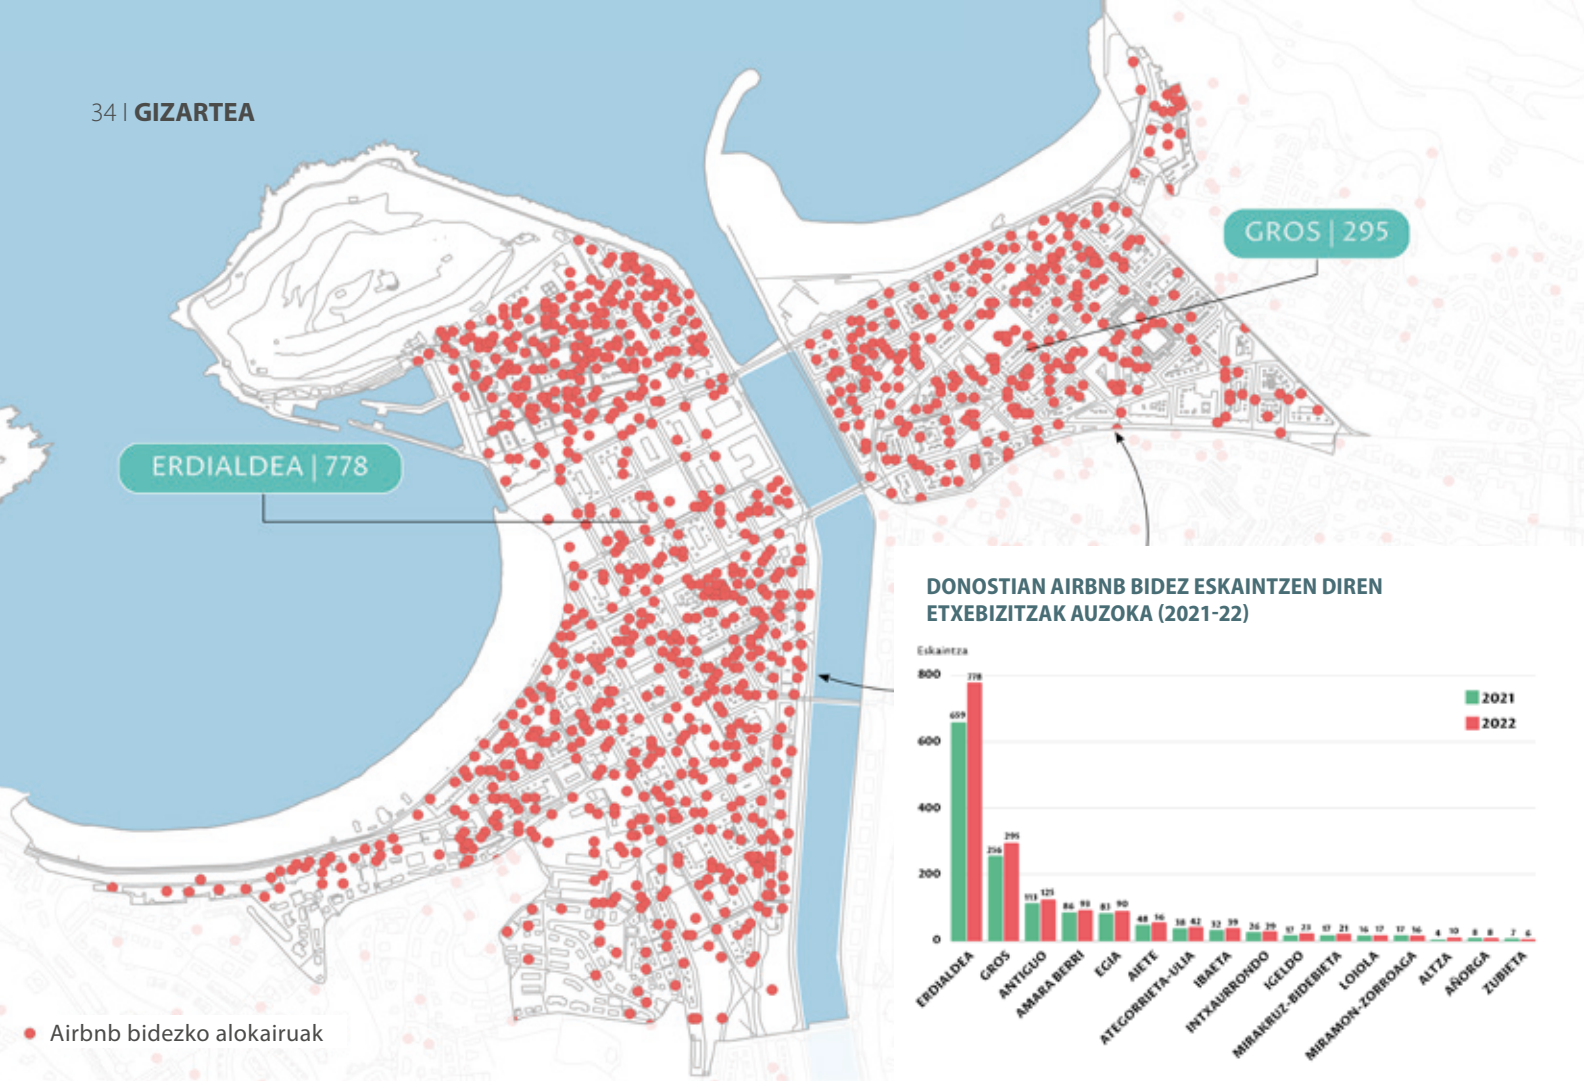 34 | GIZARTEA
GROS | 295
ERDIALDEA | 778
DONOSTIAN AIRBNB BIDEZ ESKAINTZEN DIREN
ETXEBIZITZAK AUZOKA (2021-22)
Eskaintza
800
600
400
200
0
2021
2022
659 778
256 295
113 125
86 93
83 90
48 56
38 42
32 39
26 29
17 23
17 21
16 17
17 16
4 10
8 8
7 6
ERDIALDEA
GROS
ANTIGUO
AMARA BERRI
EGIA
AIETE
ATEGORRIETA-ULIA
IBAETA
INTXAURRONDO
IGELDO
MIRAKRUZ-BIDEBIETA
LOIOLA
MIRAMON-ZORROAGA
ALTZA
AÑORGA
ZUBIETA
Airbnb bidezko alokairuak